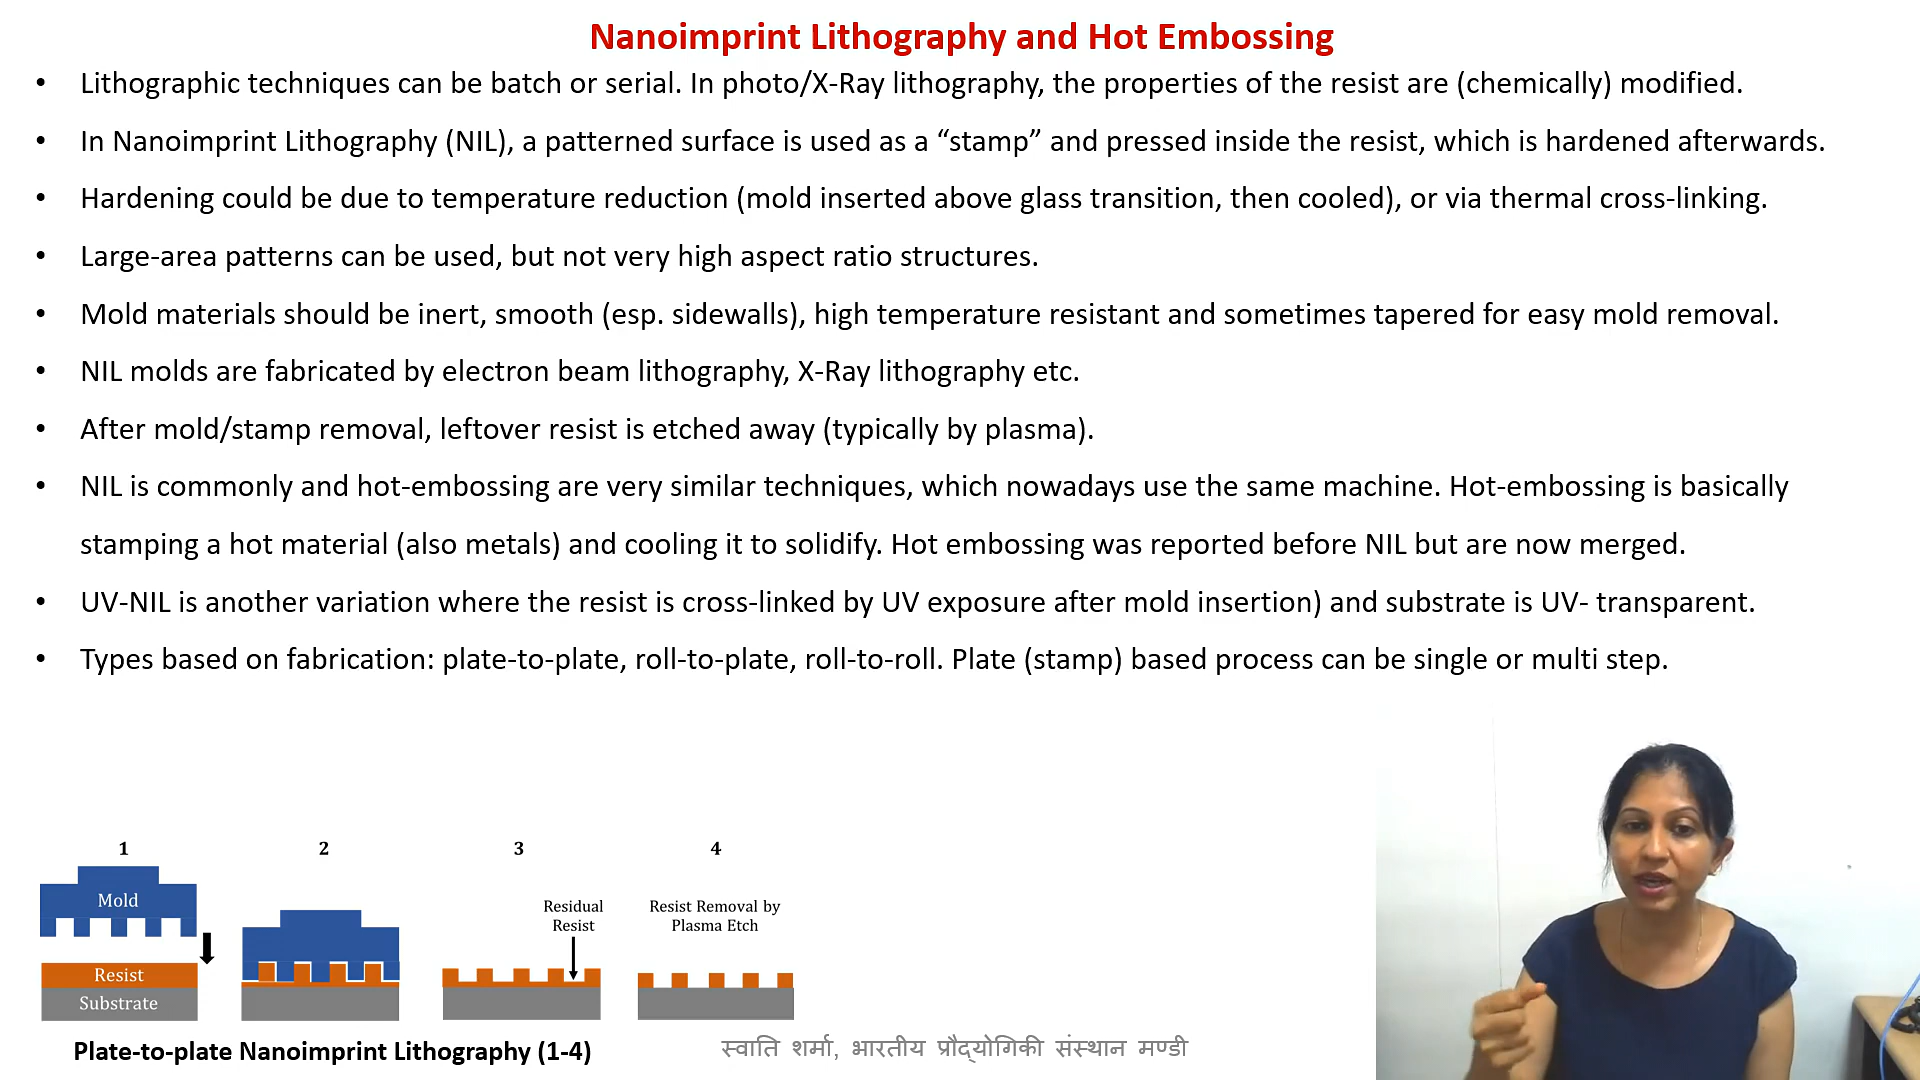 Nanoimprint Lithography and Hot Embossing
• Lithographic techniques can be batch or serial. In photo/X-Ray lithography, the properties of the resist are (chemically) modified.
• In Nanoimprint Lithography (NIL), a patterned surface is used as a “stamp” and pressed inside the resist, which is hardened afterwards.
• Hardening could be due to temperature reduction (mold inserted above glass transition, then cooled), or via thermal cross-linking.
• Large-area patterns can be used, but not very high aspect ratio structures.
• Mold materials should be inert, smooth (esp. sidewalls), high temperature resistant and sometimes tapered for easy mold removal.
• NIL molds are fabricated by electron beam lithography, X-Ray lithography etc.
• After mold/stamp removal, leftover resist is etched away (typically by plasma).
• NIL is commonly and hot-embossing are very similar techniques, which nowadays use the same machine. Hot-embossing is basically
stamping a hot material (also metals) and cooling it to solidify. Hot embossing was reported before NIL but are now merged.
• UV-NIL is another variation where the resist is cross-linked by UV exposure after mold insertion) and substrate is UV- transparent.
• Types based on fabrication: plate-to-plate, roll-to-plate, roll-to-roll. Plate (stamp) based process can be single or multi step.
1
Mold
Resist
Substrate
2
3
Residual
Resist
4
Resist Removal by
Plasma Etch
Plate-to-plate Nanoimprint Lithography (1-4)
स्वाति शर्मा, भारतीय प्रौद्योगिकी संस्थान मण्डी